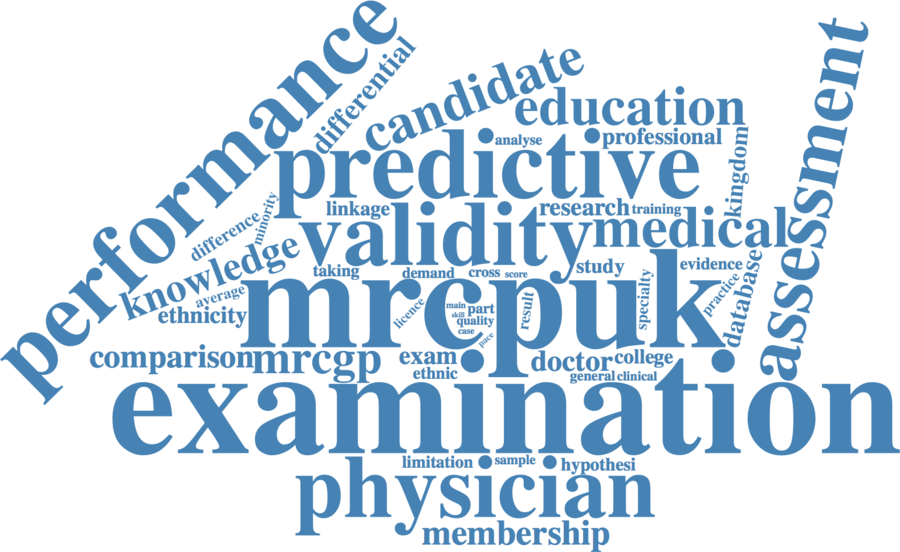 performance
differential
candidate
education
analyse
professional
predictive
kingdom
assessment
linkage
research
training
minority
difference
validity
medical
knowledge
taking
demand
cross
score
study
evidence
average
ethnicity
mrcpuk
licence
main
part
skill
quality
case
pace
result
specialty
practice
database
comparison
mrcgp
exam
ethnic
doctor
college
general
clinical
examination
limitation
sample
hypothesi
physician
membership